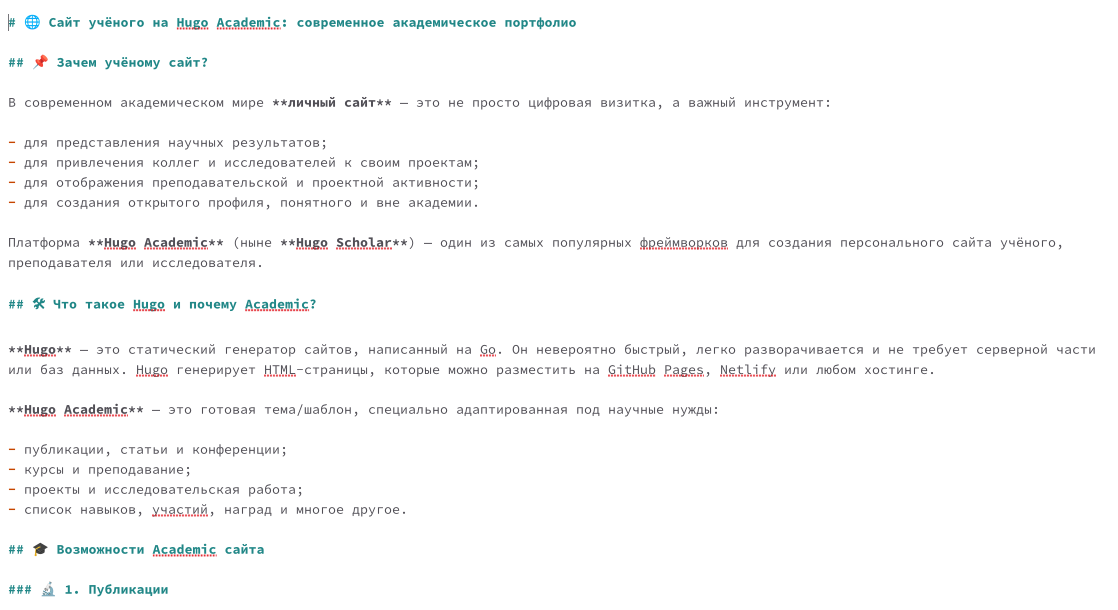 # 🌐 Сайт учёного на Hugo Academic: современное академическое портфолио
## 📌 Зачем учёному сайт?
В современном академическом мире **личный сайт** — это не просто цифровая визитка, а важный инструмент:
- для представления научных результатов;
- для привлечения коллег и исследователей к своим проектам;
- для отображения преподавательской и проектной активности;
- для создания открытого профиля, понятного и вне академии.
Платформа **Hugo Academic** (ныне **Hugo Scholar**) — один из самых популярных фреймворков для создания персонального сайта учёного,
преподавателя или исследователя.
## 🛠 Что такое Hugo и почему Academic?
**Hugo** — это статический генератор сайтов, написанный на Go. Он невероятно быстрый, легко разворачивается и не требует серверной части
или баз данных. Hugo генерирует HTML-страницы, которые можно разместить на GitHub Pages, Netlify или любом хостинге.
**Hugo Academic** — это готовая тема/шаблон, специально адаптированная под научные нужды:
- публикации, статьи и конференции;
- курсы и преподавание;
- проекты и исследовательская работа;
- список навыков, участий, наград и многое другое.
## 🎓 Возможности Academic сайта
### 🔬 1. Публикации